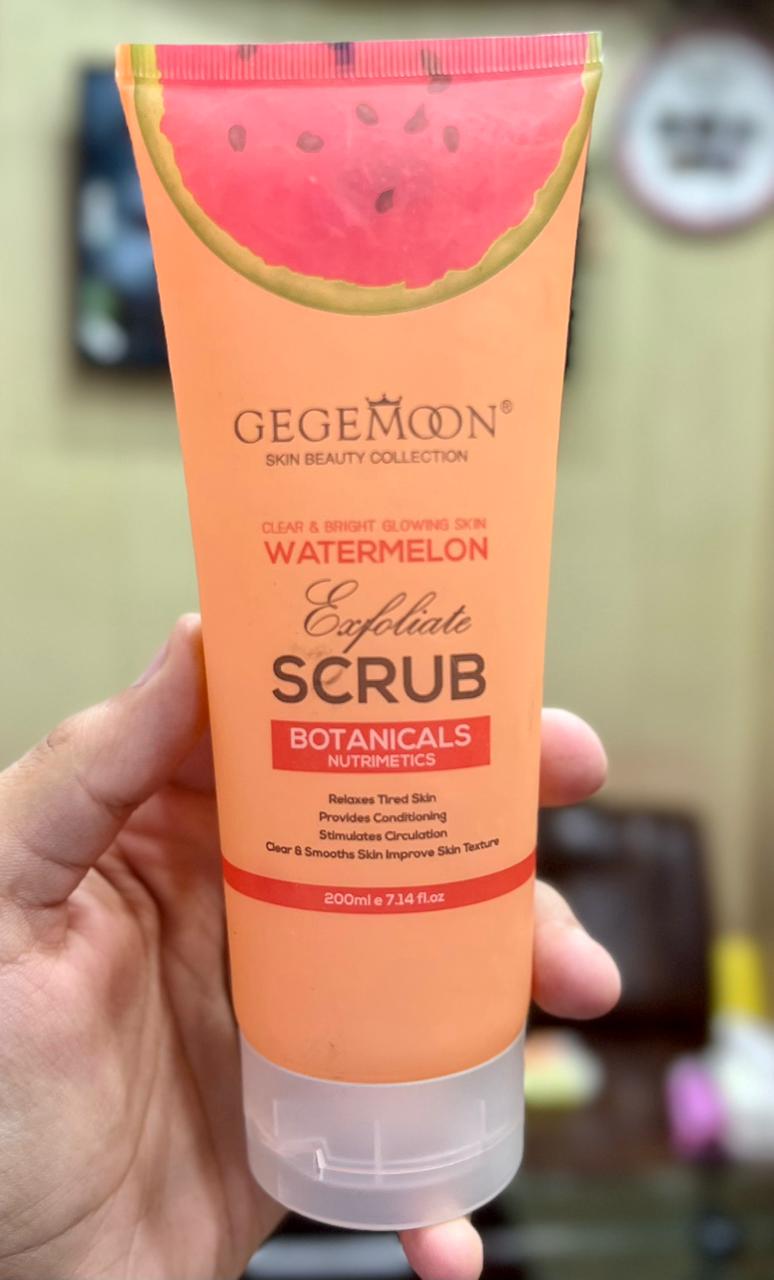 GEGEMOON®
SKIN BEAUTY COLLECTION
CLEAR & BRIGHT GLOWING SKIN
WATERMELON
Exfoliate
SCRUB
BOTANICALS
NUTRIMETICS
Relaxes Tired Skin
Provides Conditioning
Stimulates Circulation
Clear & Smooths Skin Improve Skin Texture
200ml e 7.14 fl.oz